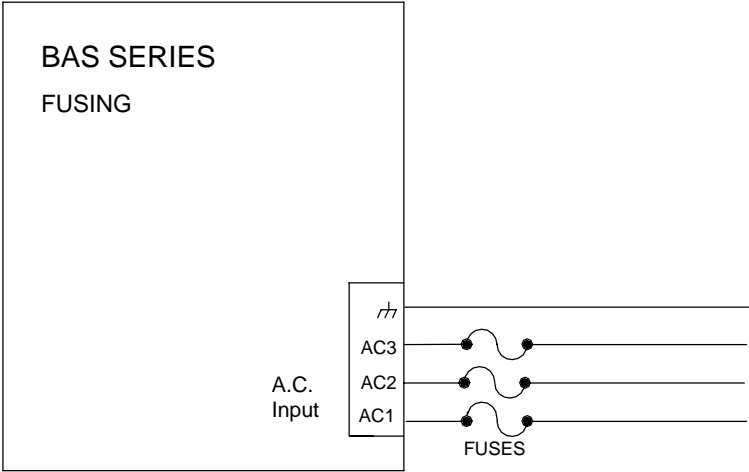 BAS SERIES
FUSING
AC3
AC2
AC1
A.C.
Input
FUSES